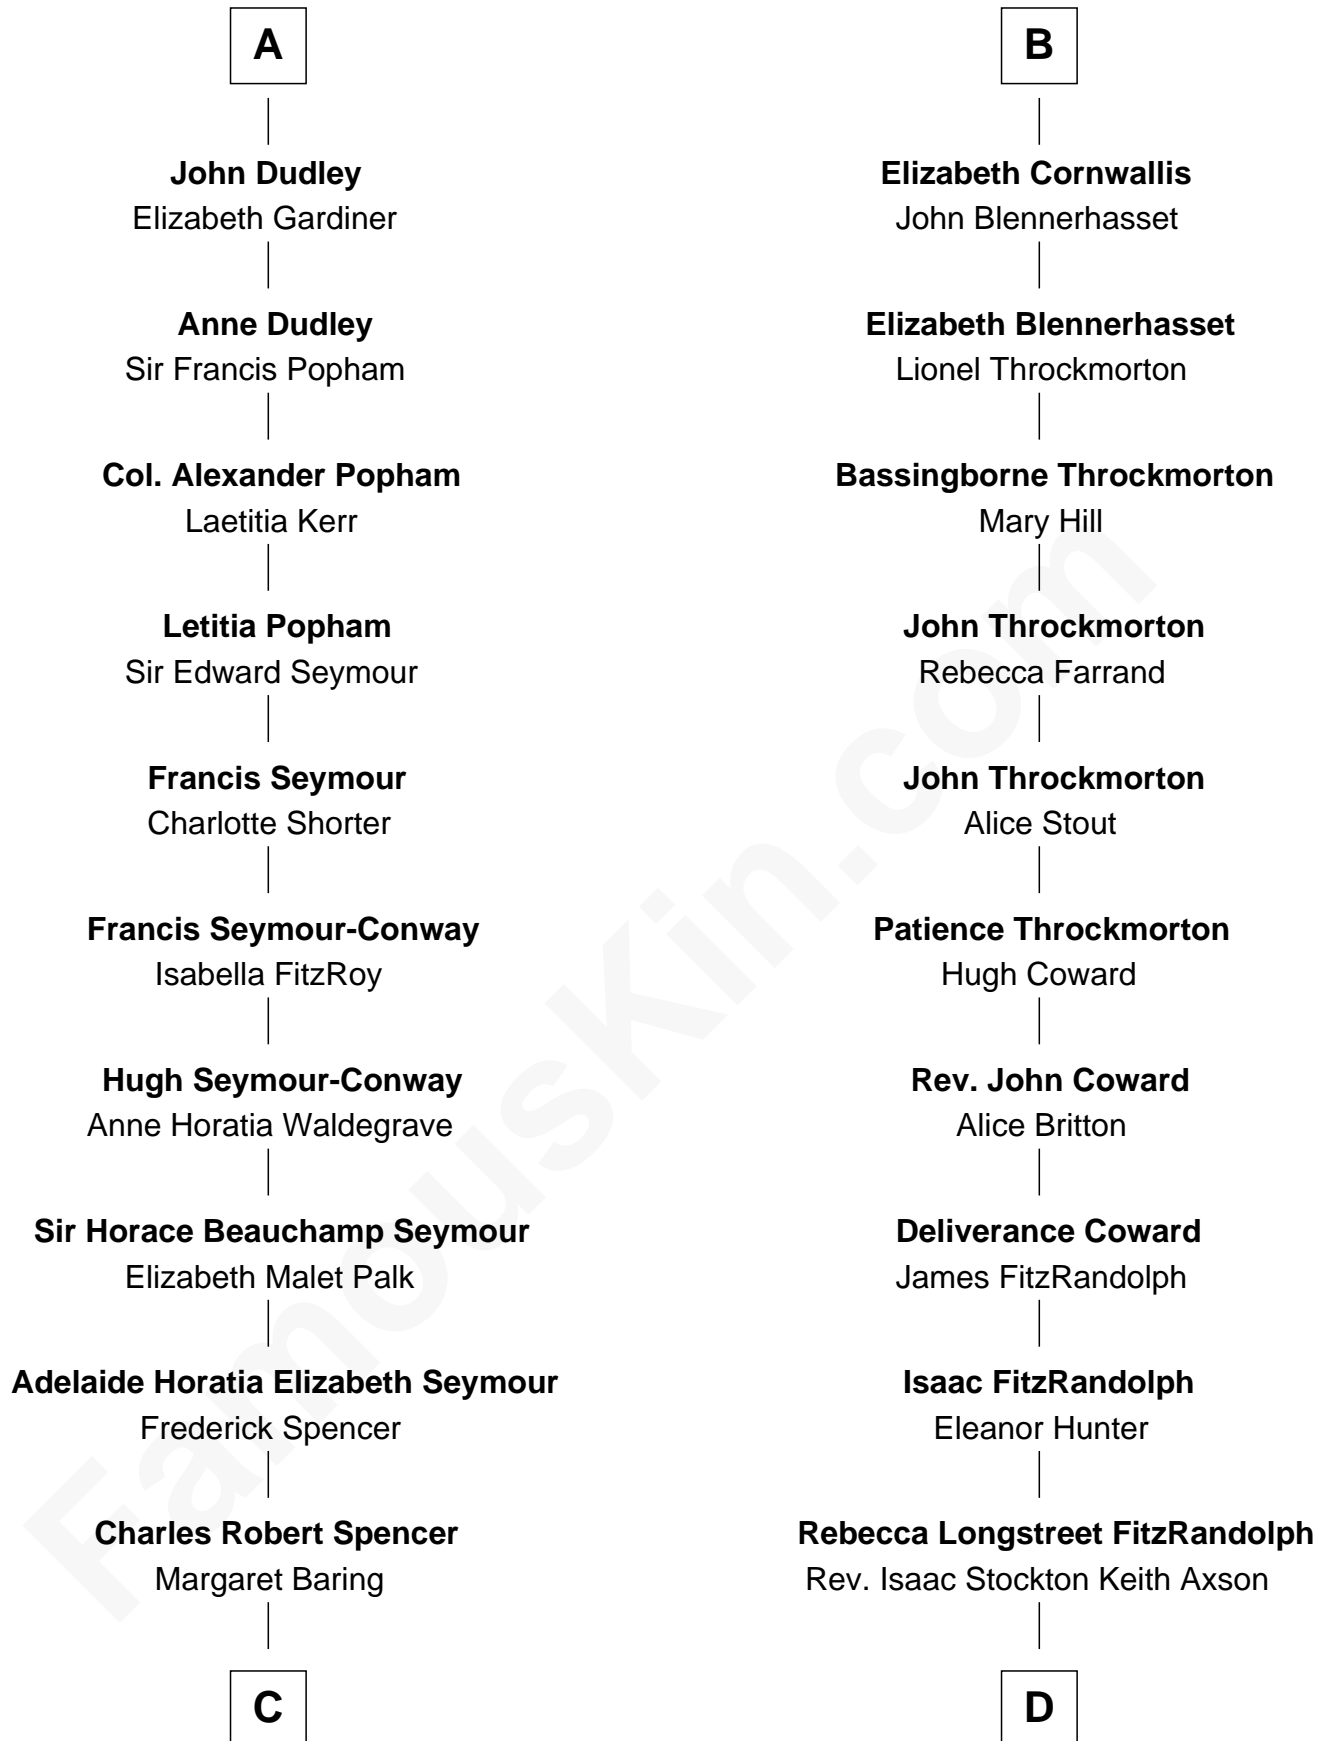 A
John Dudley
Elizabeth Gardiner
Anne Dudley
Sir Francis Popham
Col. Alexander Popham
Laetitia Kerr
Letitia Popham
Sir Edward Seymour
Francis Seymour
Charlotte Shorter
Francis Seymour-Conway
Isabella FitzRoy
Hugh Seymour-Conway
Anne Horatia Waldegrave
Sir Horace Beauchamp Seymour
Elizabeth Malet Palk
Adelaide Horatia Elizabeth Seymour
Frederick Spencer
Charles Robert Spencer
Margaret Baring
C
B
Elizabeth Cornwallis
John Blennerhasset
Elizabeth Blennerhasset
Lionel Throckmorton
Bassingborne Throckmorton
Mary Hill
John Throckmorton
Rebecca Farrand
John Throckmorton
Alice Stout
Patience Throckmorton
Hugh Coward
Rev. John Coward
Alice Britton
Deliverance Coward
James FitzRandolph
Isaac FitzRandolph
Eleanor Hunter
Rebecca Longstreet FitzRandolph
Rev. Isaac Stockton Keith Axson
D
FamousKin.com